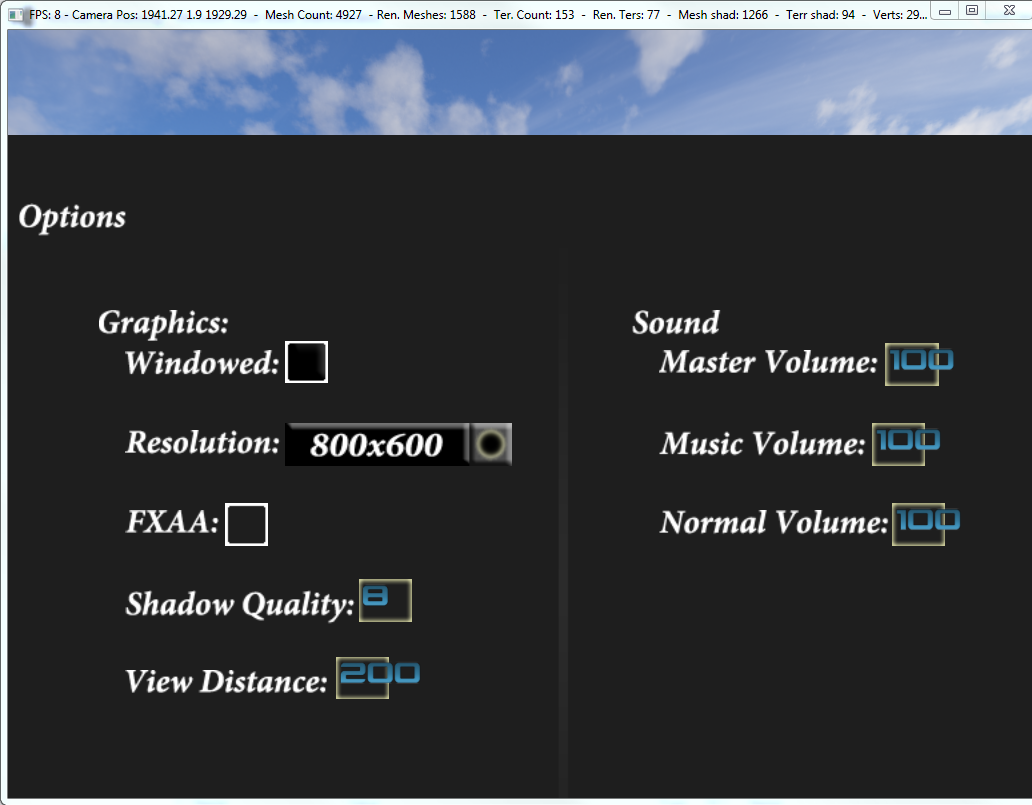 FPS: 8 - Camera Pos: 1941.27 1.9 1929.29 - Mesh Count: 4927 - Ren. Meshes: 1588 - Ter. Count: 153 - Ren. Ters: 77 - Mesh shad: 1266 - Terr shad: 94 - Verts: 29...
Options
Graphics:
Windowed:
Resolution: 800x600
FXAA:
Shadow Quality: 8
View Distance: 200
Sound
Master Volume: 100
Music Volume: 100
Normal Volume: 100